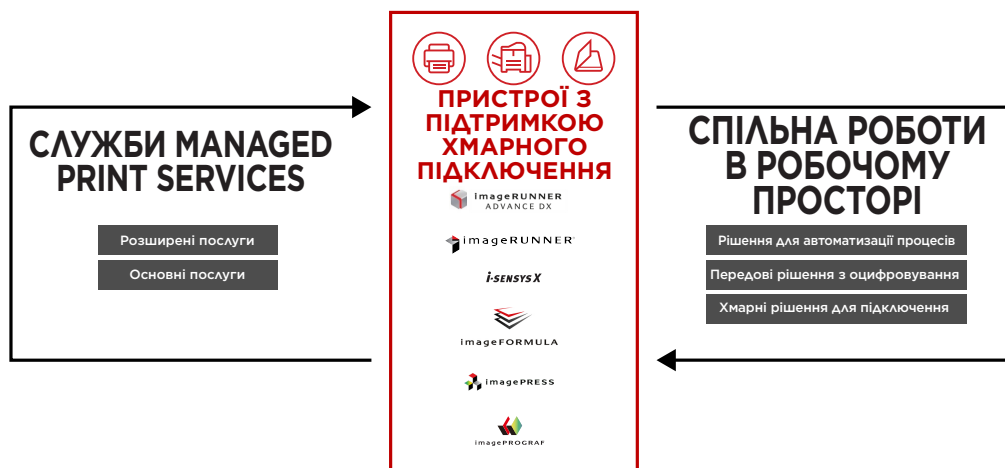 СЛУЖБИ MANAGED
PRINT SERVICES
Розширені послуги
Основні послуги
ПРИСТРОЇ З
ПІДТРИМКОЮ
ХМАРНОГО
ПІДКЛЮЧЕННЯ
imageRUNNER
ADVANCE DX
imageRUNNER
i-SENSYS X
imageFORMULA
imagePRESS
imagePROGRAF
СПІЛЬНА РОБОТИ
В РОБОЧОМУ
ПРОСТОРІ
Рішення для автоматизації процесів
Передові рішення з оцифровування
Хмарні рішення для підключення